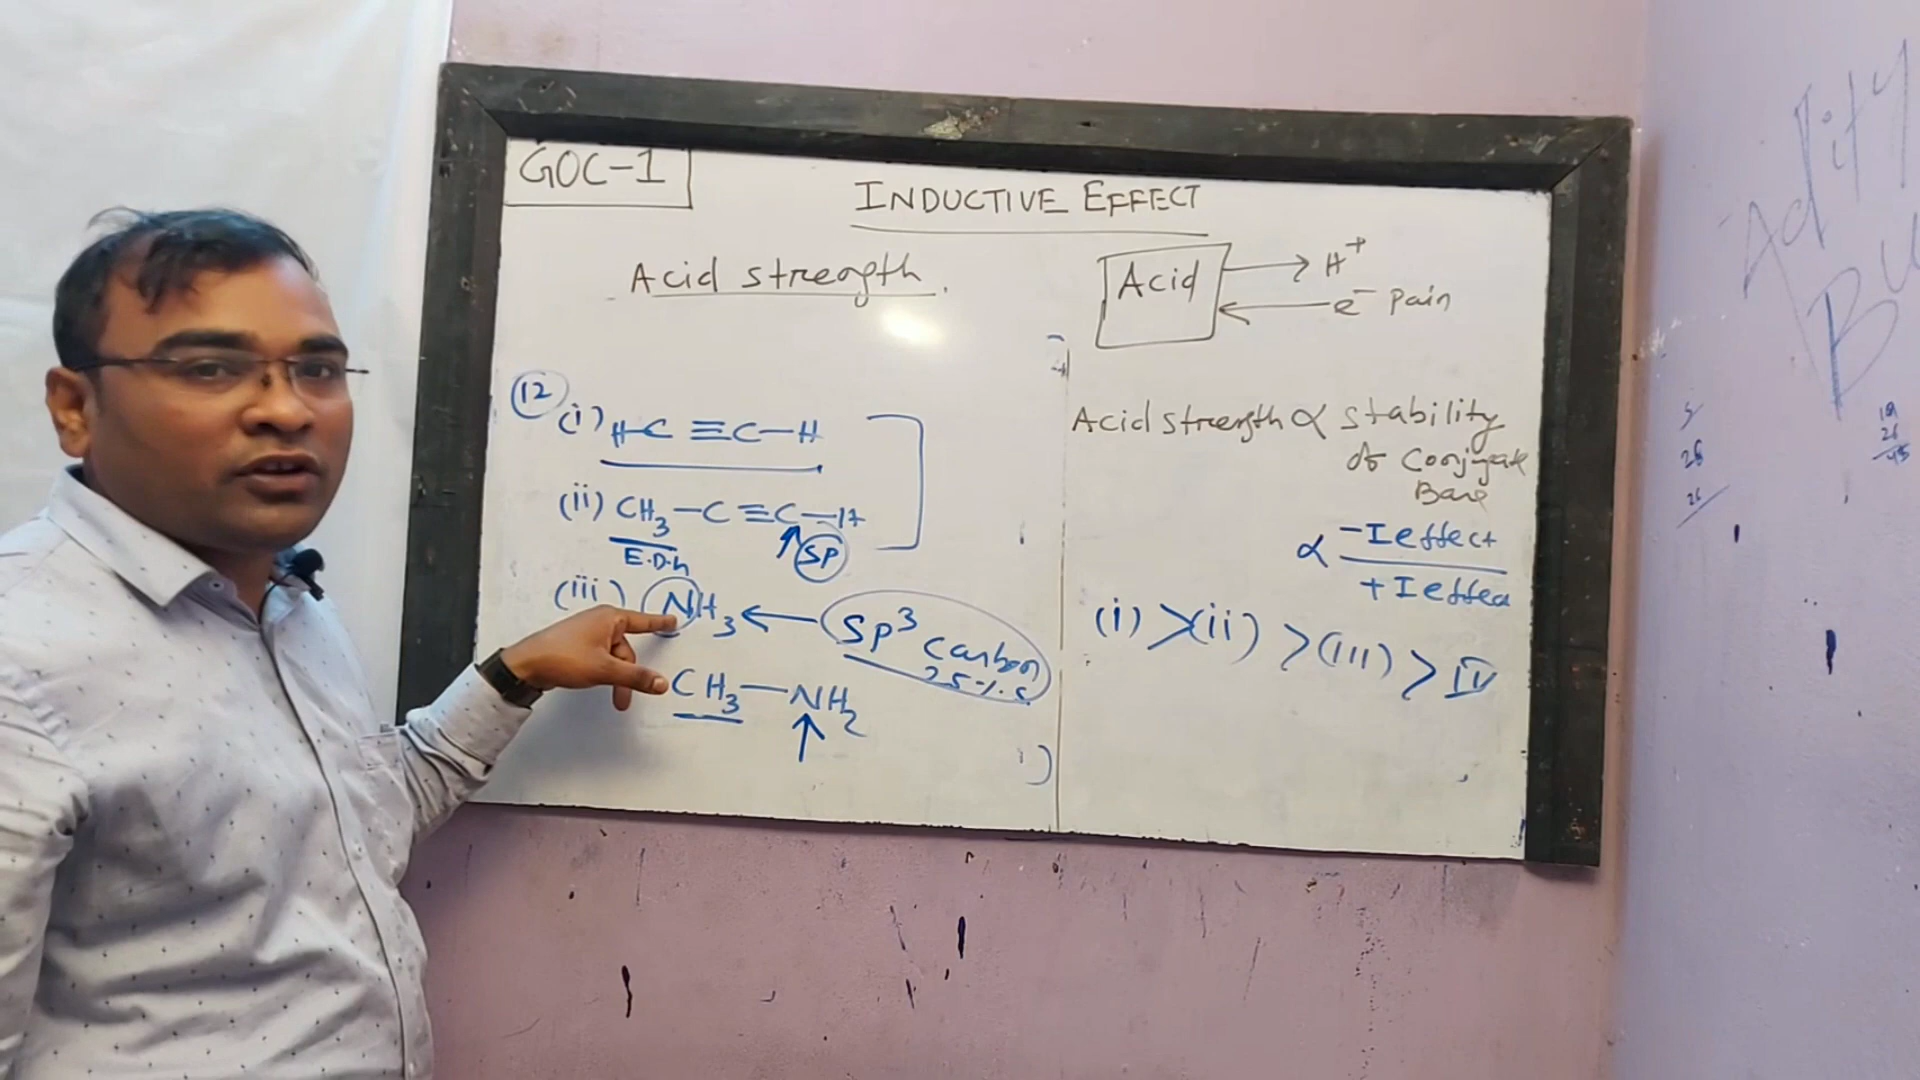 GOC-1
INDUCTIVE EFFECT
Acid strength.
Acid → H⁺
← e⁻ pair
(12) (i) H-C ≡C-H
(ii) CH₃-C≡C-H
E.D.h SP
(iii) NH₃ ← SP³ Carbon
25%S
CH₃-NH₂
Acid strength ∝ stability
of Conjugate
Base
∝ -I effect
+I effect
(i) >(ii) >(iii) > IV
Adity